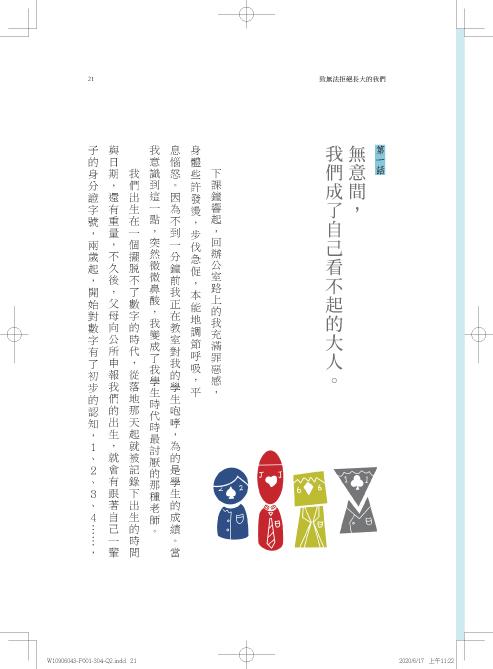 21
致無法拒絕長大的我們
第一話
無意間，
我們成了自己看不起的大人。
下課鐘響起，回辦公室路上的我充滿罪惡感，
身體些許發燙，步伐急促，本能地調節呼吸，平
息惱怒。因為不到一分鐘前我正在教室對我的學生咆哮，為的是學生的成績。當
我意識到這一點，突然微微鼻酸，我變成了我學生時代時最討厭的那種老師。
我們出生在一個擺脫不了數字的時代，從落地那天起就被記錄下出生的時間
與日期，還有重量，不久後，父母向公所申報我們的出生，就會有跟著自己一輩
子的身分證字號，兩歲起，開始對數字有了初步的認知，1、2、3、4……，
2 2
J J
6 6
1 1
W10906043-F001-304-Q2.indd 21
2020/6/17 上午11:22